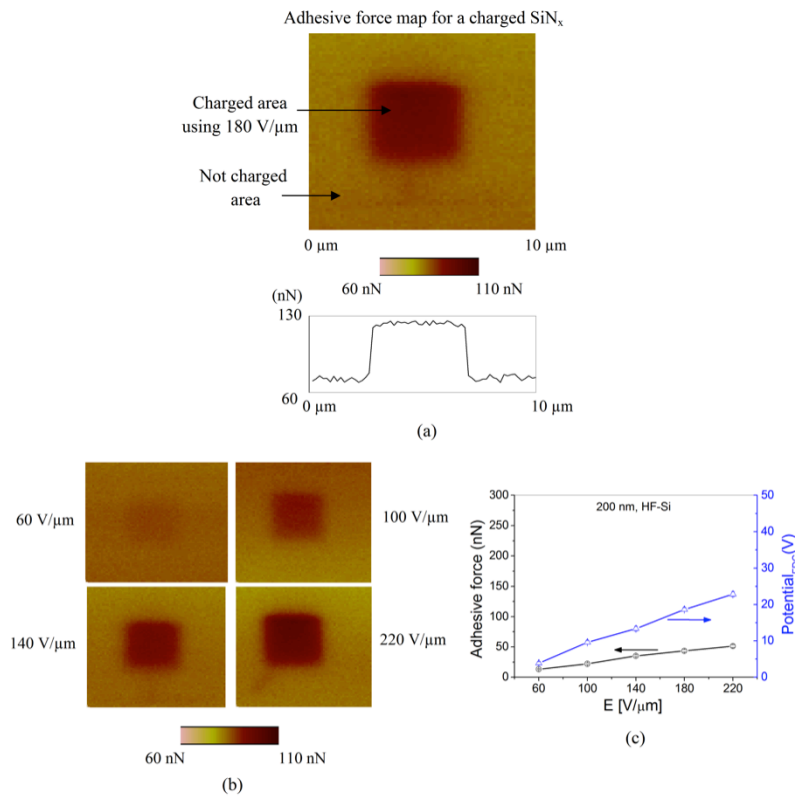 Adhesive force map for a charged SiNx
Charged area
using 180 V/µm
Not charged
area
0 µm 10 µm
60 nN 110 nN
(nN)
130
60
0 µm 10 µm
(a)
60 V/µm
100 V/µm
140 V/µm
220 V/µm
60 nN 110 nN
(b)
200 nm, HF-Si
Adhesive force (nN)
300
250
200
150
100
50
0
50
40
30
20
10
0
Potential (V)
60 100 140 180 220
E [V/µm]
(c)